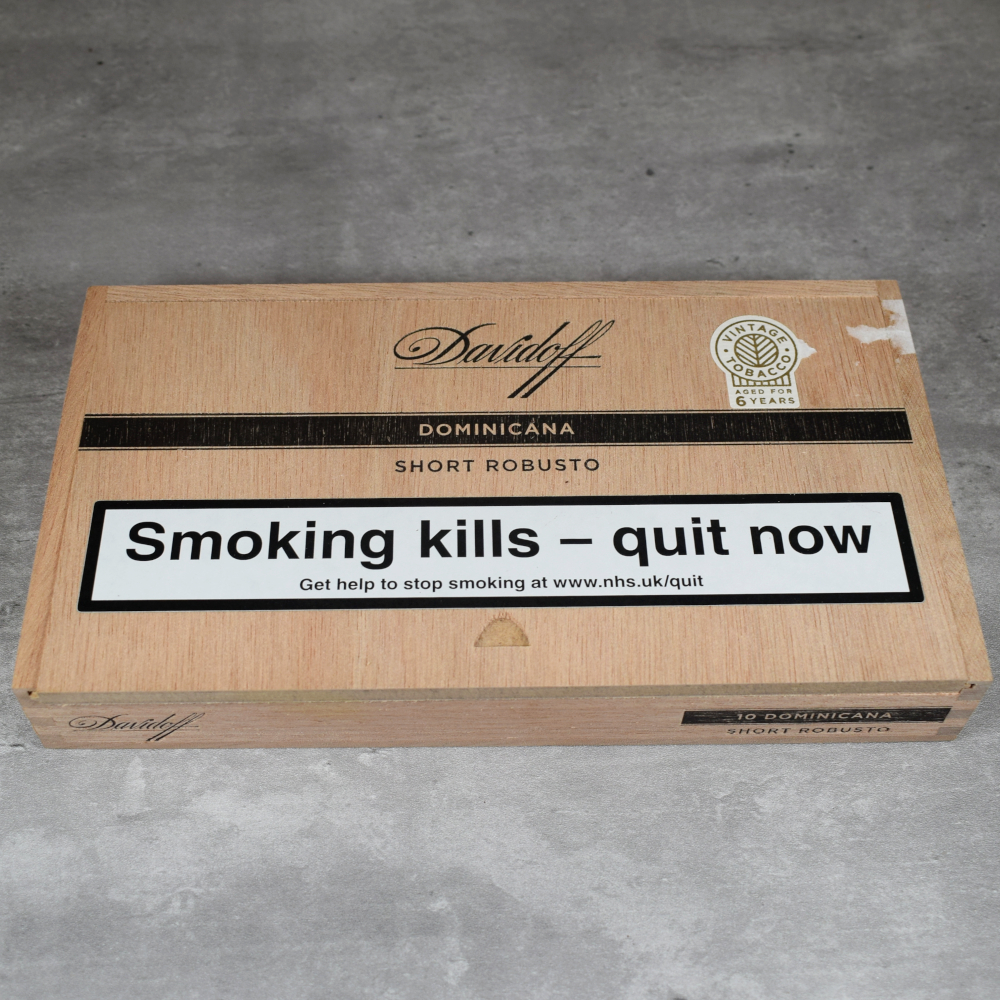 Davidoff
VINTAGE
TOBACCO
AGED FOR
6 YEARS
DOMINICANA
SHORT ROBUSTO
Smoking kills – quit now
Get help to stop smoking at www.nhs.uk/quit
Davidoff
10 DOMINICANA
SHORT ROBUSTO